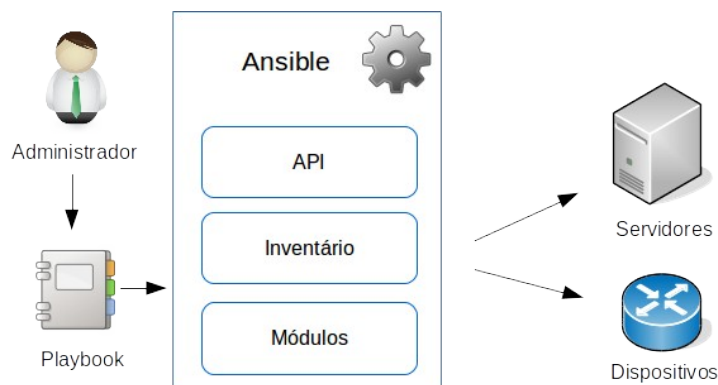 Ansible
Administrador
API
Inventário
Servidores
Playbook
Módulos
Dispositivos